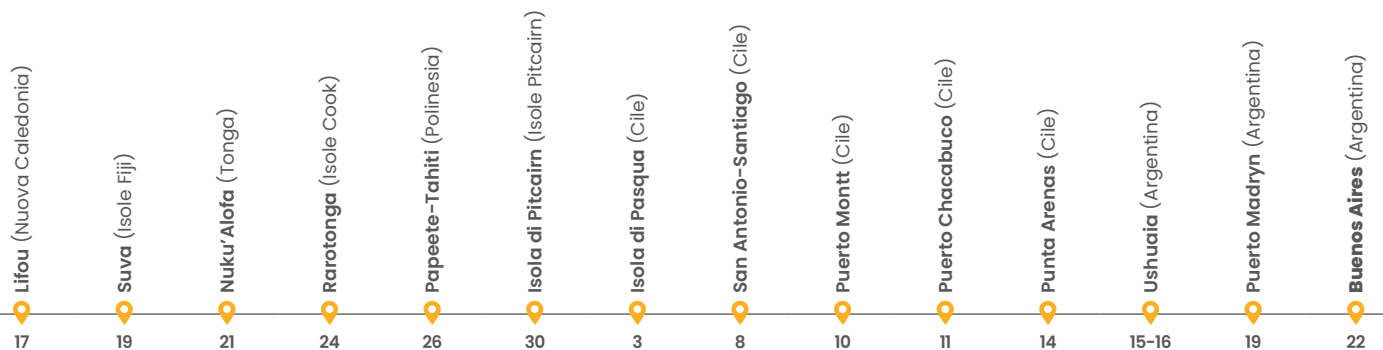 Lifou (Nuova Caledonia)
17
Suva (Isole Fiji)
19
Nuku'Alofa (Tonga)
21
Rarotonga (Isole Cook)
24
Papeete-Tahiti (Polinesia)
26
Isola di Pitcairn (Isole Pitcairn)
30
Isola di Pasqua (Cile)
3
San Antonio-Santiago (Cile)
8
Puerto Montt (Cile)
10
Puerto Chacabuco (Cile)
11
Punta Arenas (Cile)
14
Ushuaia (Argentina)
15-16
Puerto Madryn (Argentina)
19
Buenos Aires (Argentina)
22